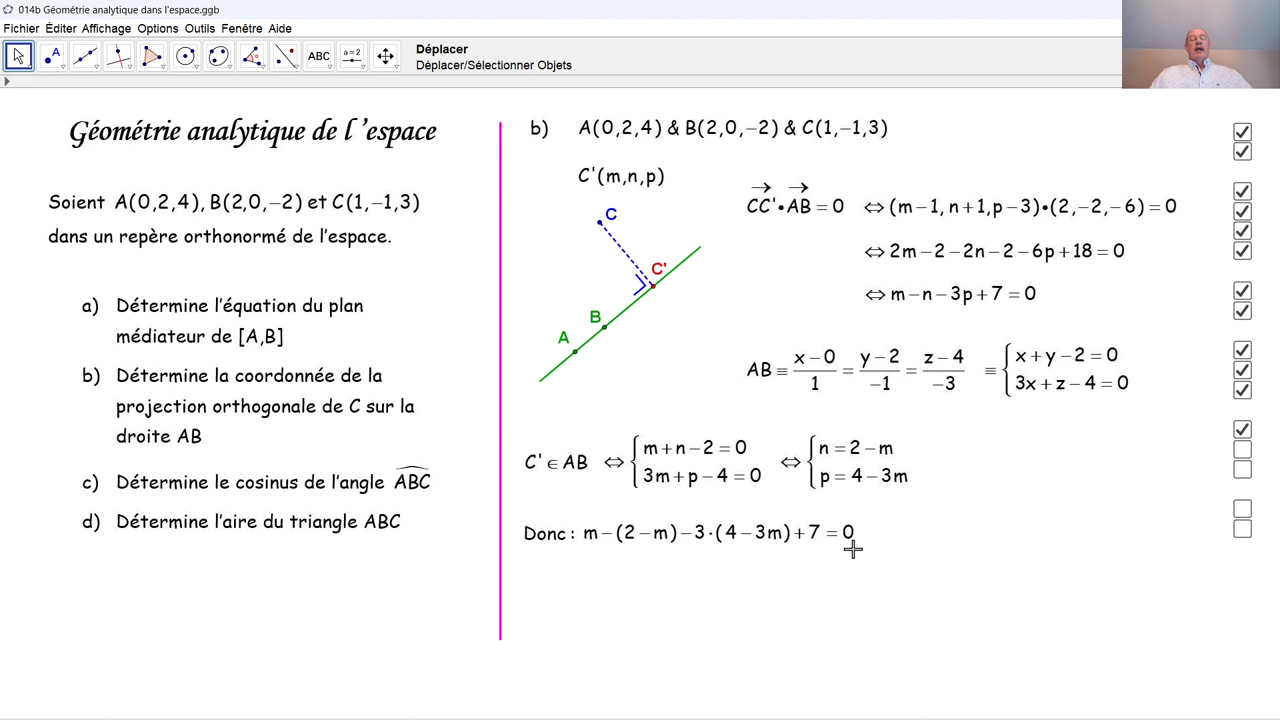 014b Géométrie analytique dans l'espace.ggb
Fichier Éditer Affichage Options Outils Fenêtre Aide
A ABC a=2
Déplacer
Déplacer/Sélectionner Objets
Géométrie analytique de l'espace
Soient A(0,2,4), B(2,0,−2) et C(1,−1,3)
dans un repère orthonormé de l'espace.
a) Détermine l'équation du plan
médiateur de [A,B]
b) Détermine la coordonnée de la
projection orthogonale de C sur la
droite AB
c) Détermine le cosinus de l'angle ABC
d) Détermine l'aire du triangle ABC
b) A(0,2,4) & B(2,0,−2) & C(1,−1,3)
C'(m,n,p)
C
C'
B
A
CC'•AB=0 ⇔(m−1,n+1,p−3)•(2,−2,−6)=0
⇔2m−2−2n−2−6p+18=0
⇔m−n−3p+7=0
AB≡(x−0)/1=(y−2)/−1=(z−4)/−3 ≡{x+y−2=0
3x+z−4=0
C'∈AB ⇔{m+n−2=0 ⇔{n=2−m
3m+p−4=0 p=4−3m
Donc: m−(2−m)−3·(4−3m)+7=0